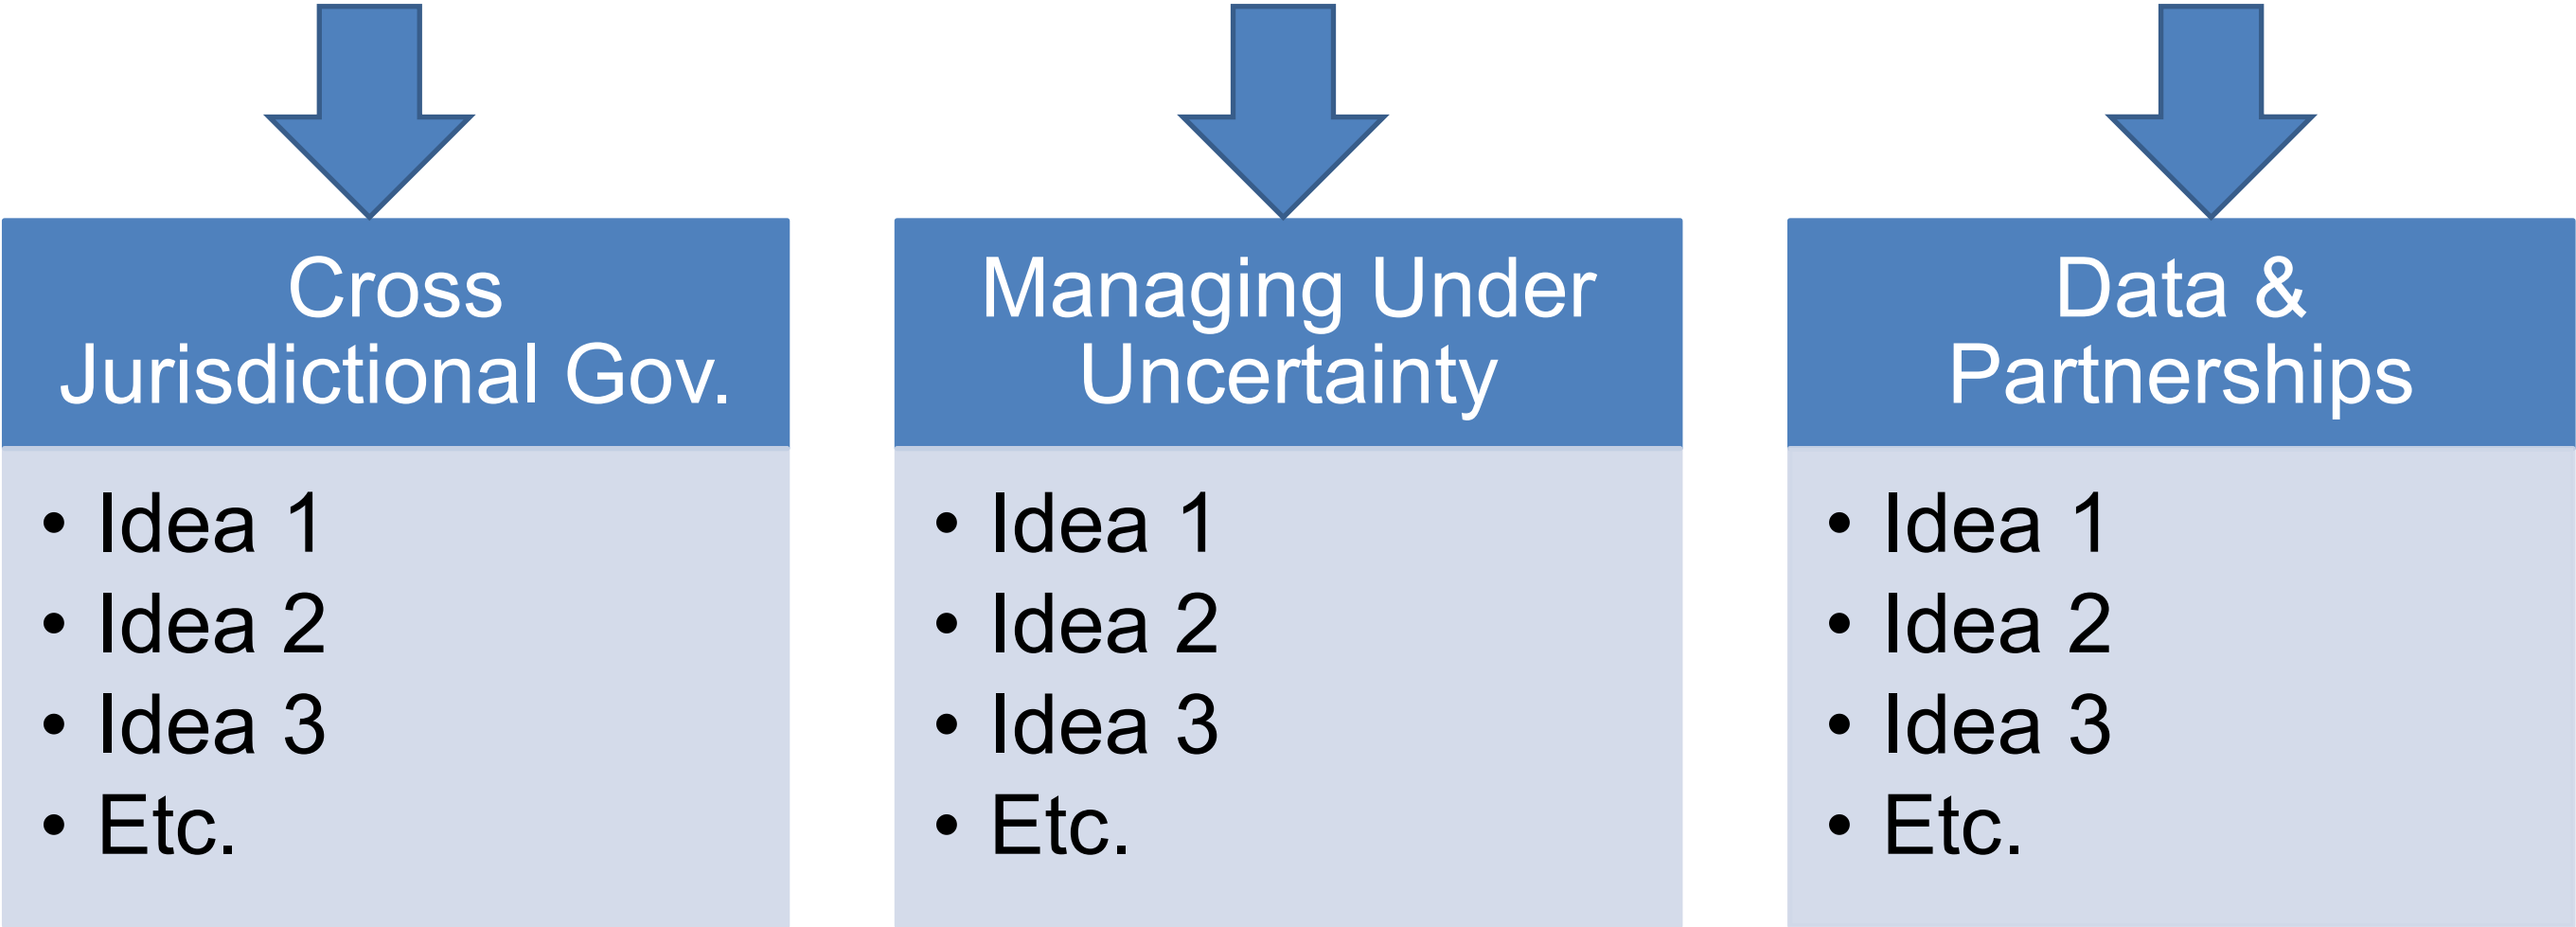 Cross
Jurisdictional Gov.
• Idea 1
• Idea 2
• Idea 3
• Etc.
Managing Under
Uncertainty
• Idea 1
• Idea 2
• Idea 3
• Etc.
Data &
Partnerships
• Idea 1
• Idea 2
• Idea 3
• Etc.